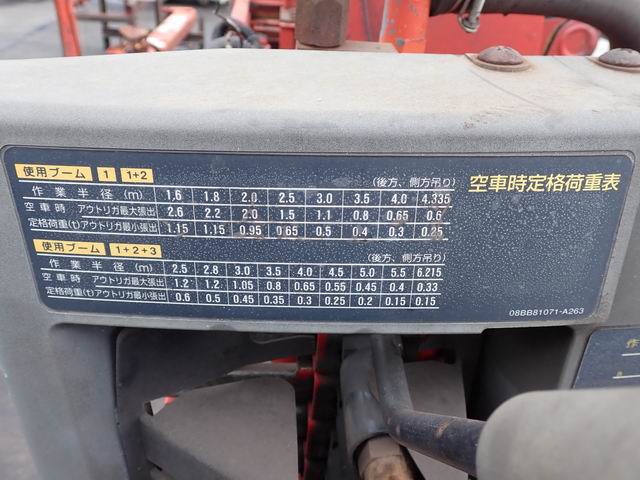 使用ブーム 1 1+2 (後方、側方吊り) 空車時定格荷重表
作業半径(m) 1.6 1.8 2.0 2.5 3.0 3.5 4.0 4.335
空車時 アウトリガ最大張出 2.6 2.2 2.0 1.5 1.1 0.8 0.65 0.6
定格荷重(t) アウトリガ最小張出 1.15 1.15 0.95 0.65 0.5 0.4 0.3 0.25
使用ブーム 1+2+3 (後方、側方吊り)
作業半径(m) 2.5 2.8 3.0 3.5 4.0 4.5 5.0 5.5 6.215
空車時 アウトリガ最大張出 1.2 1.2 1.05 0.8 0.65 0.55 0.45 0.4 0.33
定格荷重(t) アウトリガ最小張出 0.6 0.5 0.45 0.35 0.3 0.25 0.2 0.15 0.15
08BB81071-A263
作